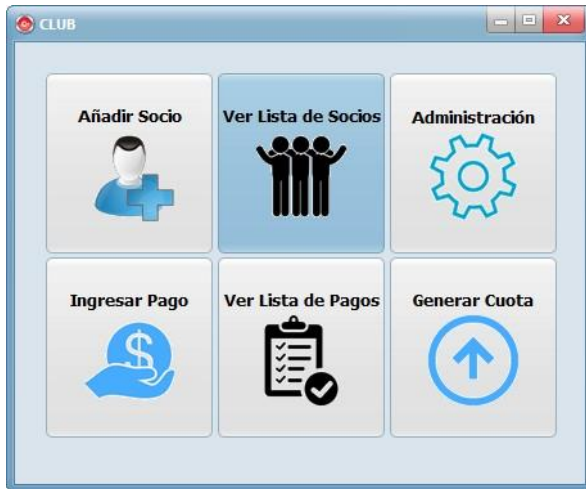 CLUB
Añadir Socio
Ver Lista de Socios
Administración
Ingresar Pago
Ver Lista de Pagos
Generar Cuota